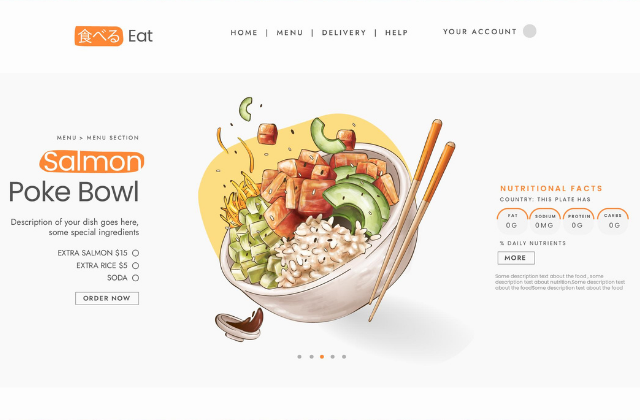 食べる Eat
HOME | MENU | DELIVERY | HELP
YOUR ACCOUNT
MENU > MENU SECTION
Salmon
Poke Bowl
Description of your dish goes here,
some special ingredients
EXTRA SALMON $15
EXTRA RICE $5
SODA
ORDER NOW
NUTRITIONAL FACTS
COUNTRY: THIS PLATE HAS
FAT SODIUM PROTEIN CARBS
0G 0MG 0G 0G
% DAILY NUTRIENTS
MORE
Some description text about the food, some
description text about nutrition.Some description text
about the food.Some description text about the food